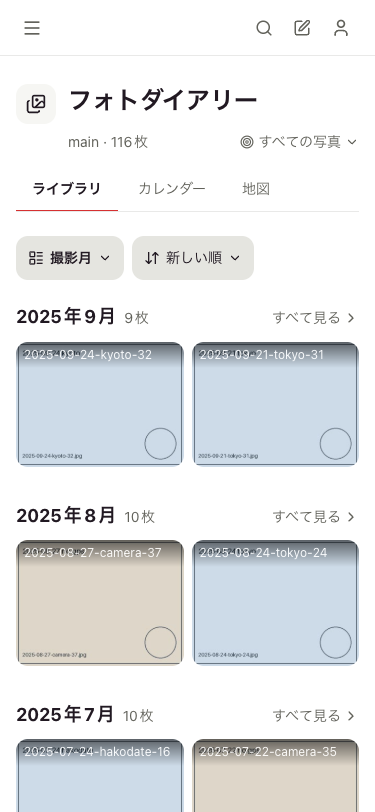 フォトダイアリー
main · 116枚
すべての写真
ライブラリ
カレンダー
地図
撮影月
新しい順
2025年9月 9枚
すべて見る
2025-09-24-kyoto-32
2025-09-21-tokyo-31
2025-09-24-kyoto-32.jpg
2025-09-21-tokyo-31.jpg
2025年8月 10枚
すべて見る
2025-08-27-camera-37
2025-08-24-tokyo-24
2025-08-27-camera-37.jpg
2025-08-24-tokyo-24.jpg
2025年7月 10枚
すべて見る
2025-07-24-hakodate-16
2025-07-22-camera-35